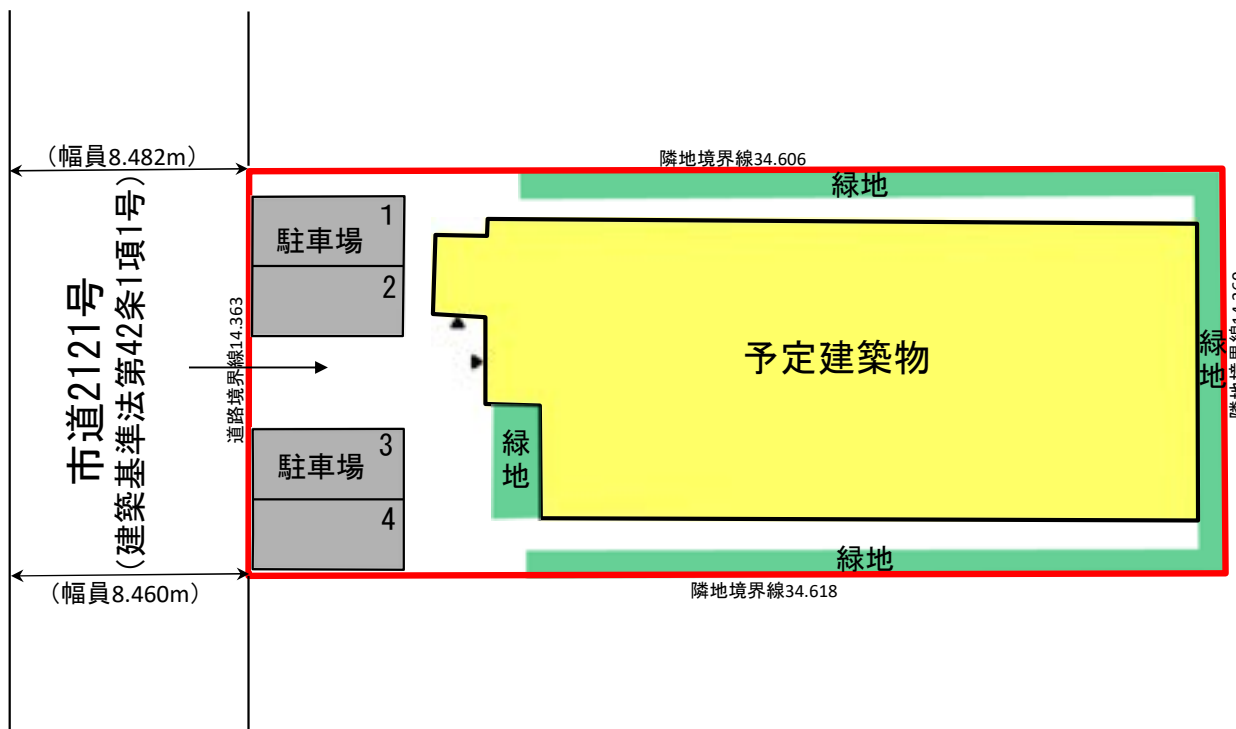 （幅員8.482m）
隣地境界線34.606
緑地
市道2121号
（建築基準法第42条1項1号）
道路境界線14.363
駐車場
1
2
予定建築物
緑地
駐車場
3
4
緑地
緑地
（幅員8.460m）
隣地境界線34.618